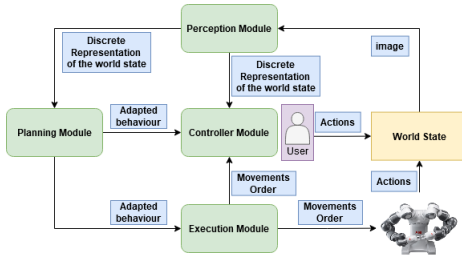 Perception Module
image
Discrete
Representation
of the world state
Discrete
Representation
of the world state
Planning Module
Adapted
behaviour
Controller Module
User
Actions
World State
Movements
Order
Actions
Adapted
behaviour
Execution Module
Movements
Order